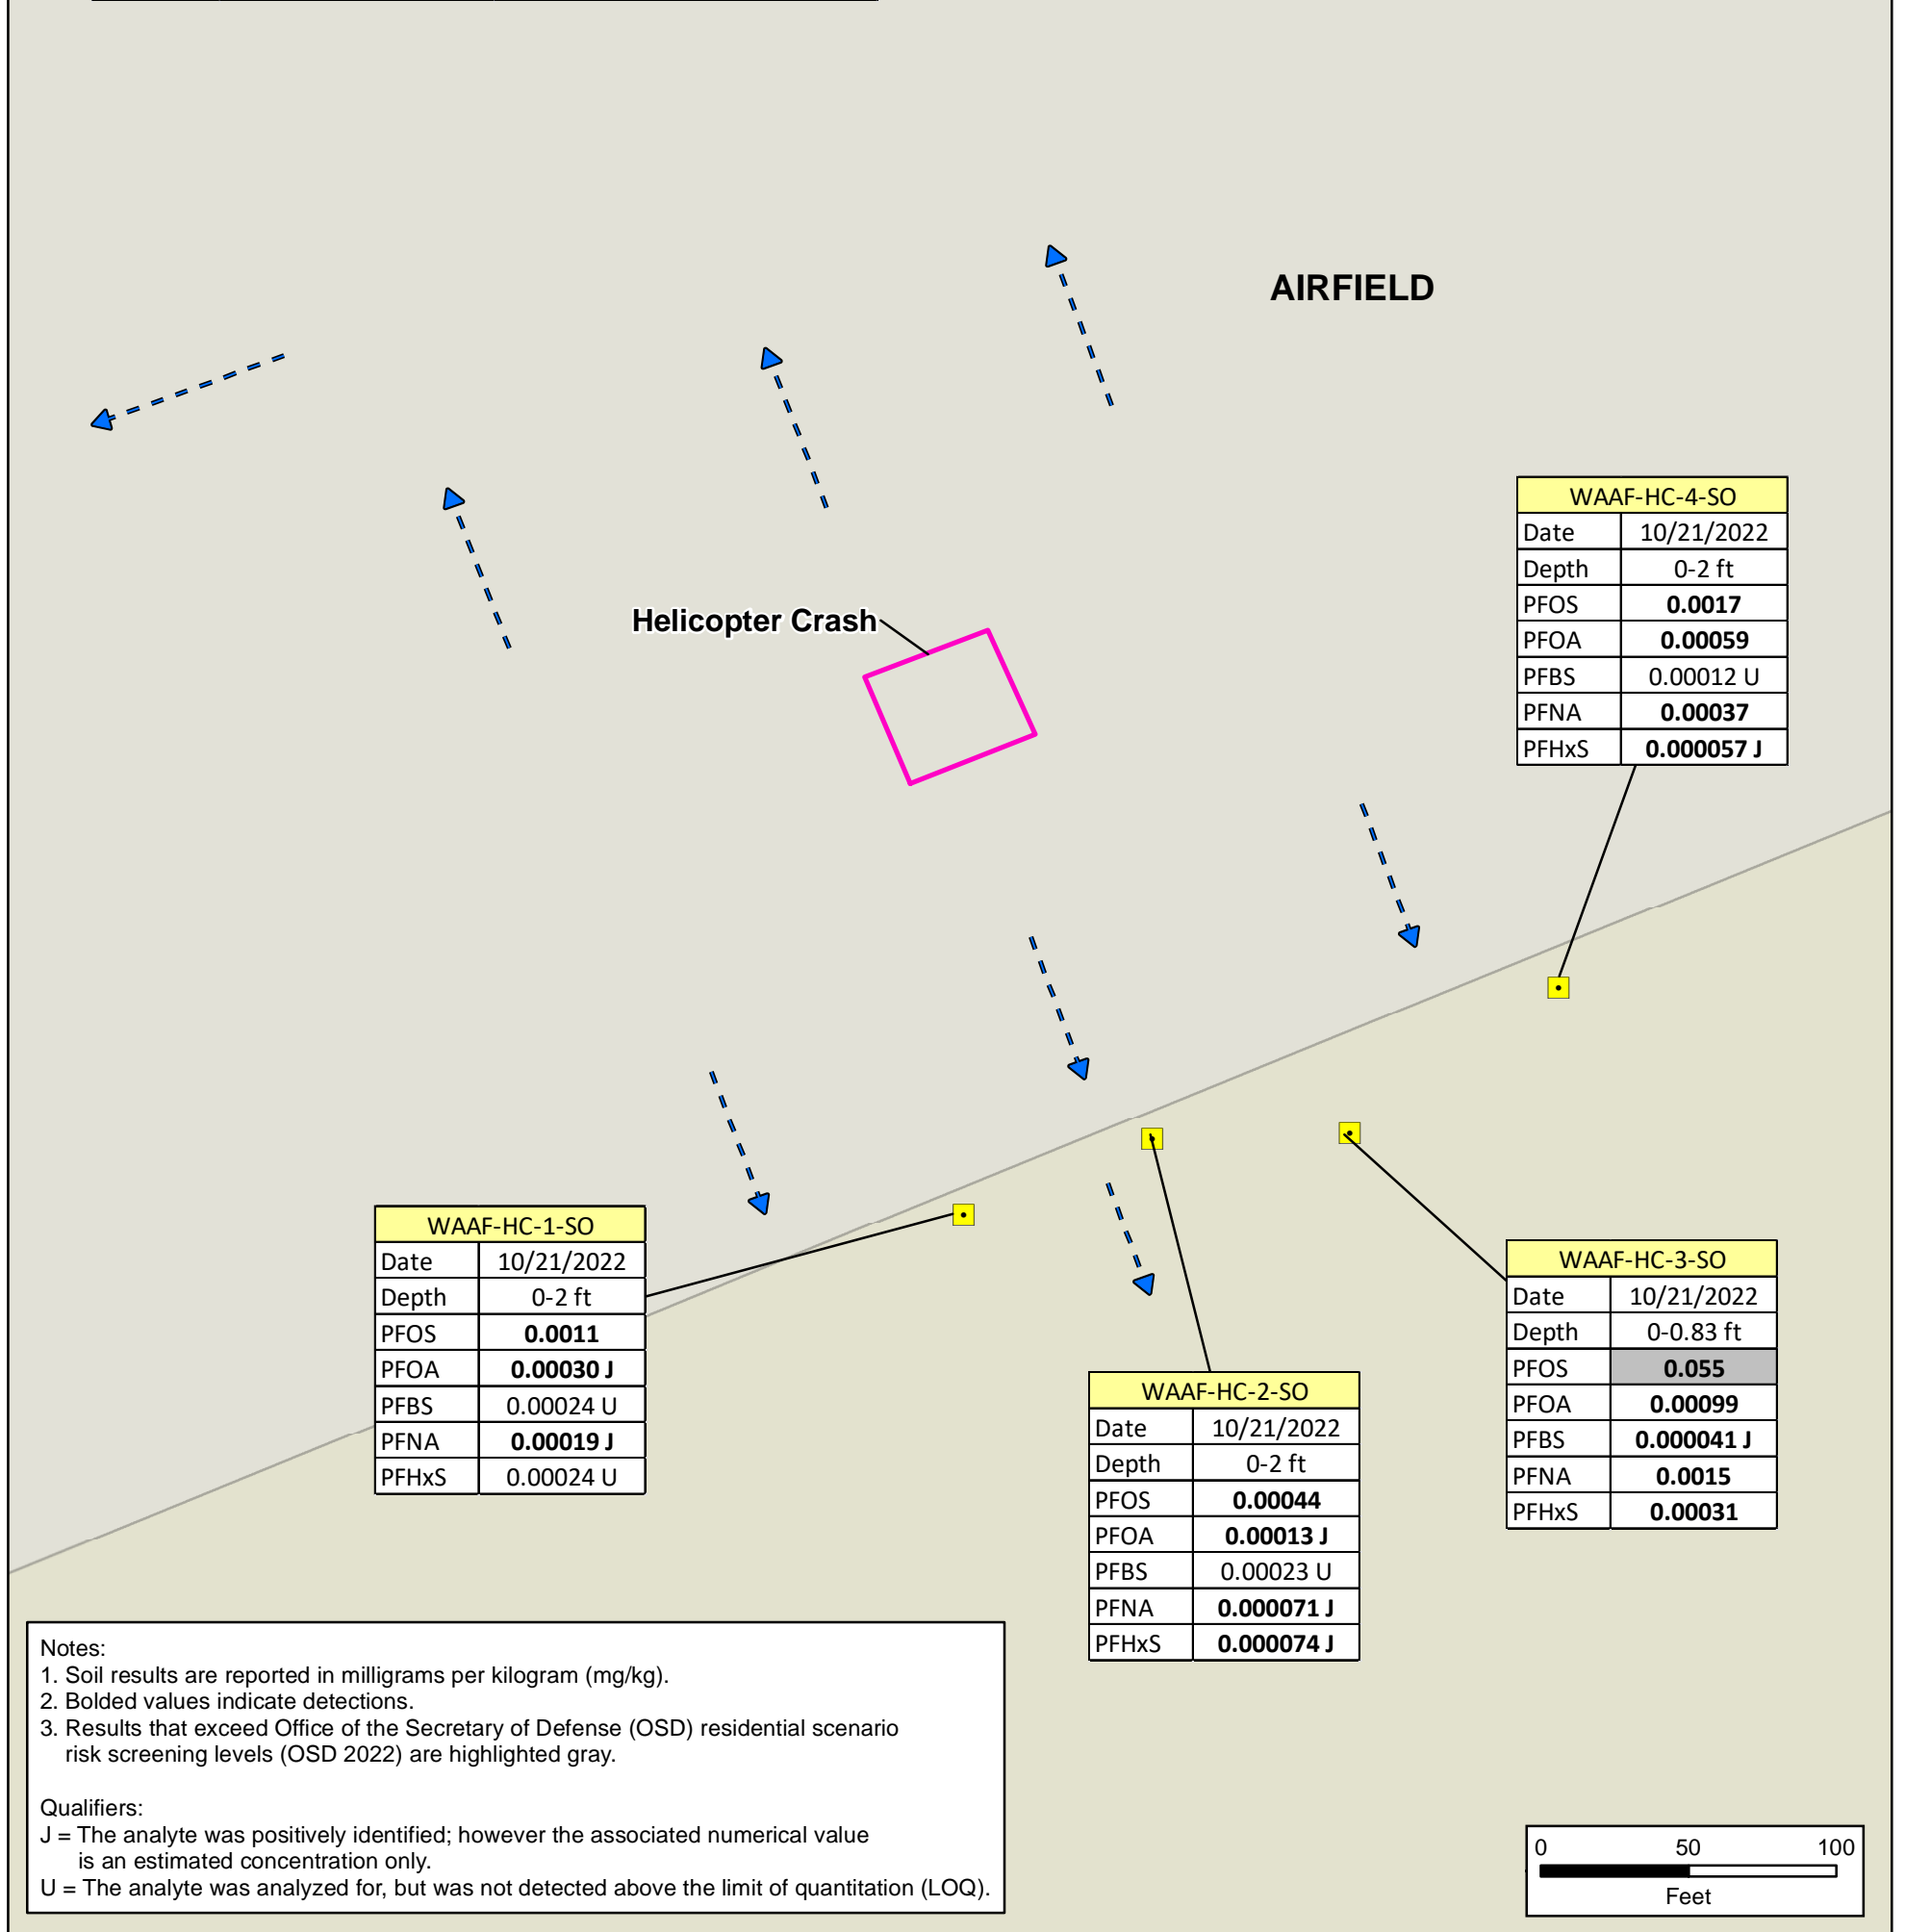 AIRFIELD
WAAF-HC-4-SO
Date 10/21/2022
Depth 0-2 ft
PFOS 0.0017
PFOA 0.00059
PFBS 0.00012 U
PFNA 0.00037
PFHxS 0.000057 J
Helicopter Crash
WAAF-HC-1-SO
Date 10/21/2022
Depth 0-2 ft
PFOS 0.0011
PFOA 0.00030 J
PFBS 0.00024 U
PFNA 0.00019 J
PFHxS 0.00024 U
WAAF-HC-2-SO
Date 10/21/2022
Depth 0-2 ft
PFOS 0.00044
PFOA 0.00013 J
PFBS 0.00023 U
PFNA 0.000071 J
PFHxS 0.000074 J
WAAF-HC-3-SO
Date 10/21/2022
Depth 0-0.83 ft
PFOS 0.055
PFOA 0.00099
PFBS 0.000041 J
PFNA 0.0015
PFHxS 0.00031
Notes:
1. Soil results are reported in milligrams per kilogram (mg/kg).
2. Bolded values indicate detections.
3. Results that exceed Office of the Secretary of Defense (OSD) residential scenario
risk screening levels (OSD 2022) are highlighted gray.
Qualifiers:
J = The analyte was positively identified; however the associated numerical value
is an estimated concentration only.
U = The analyte was analyzed for, but was not detected above the limit of quantitation (LOQ).
0 50 100
Feet